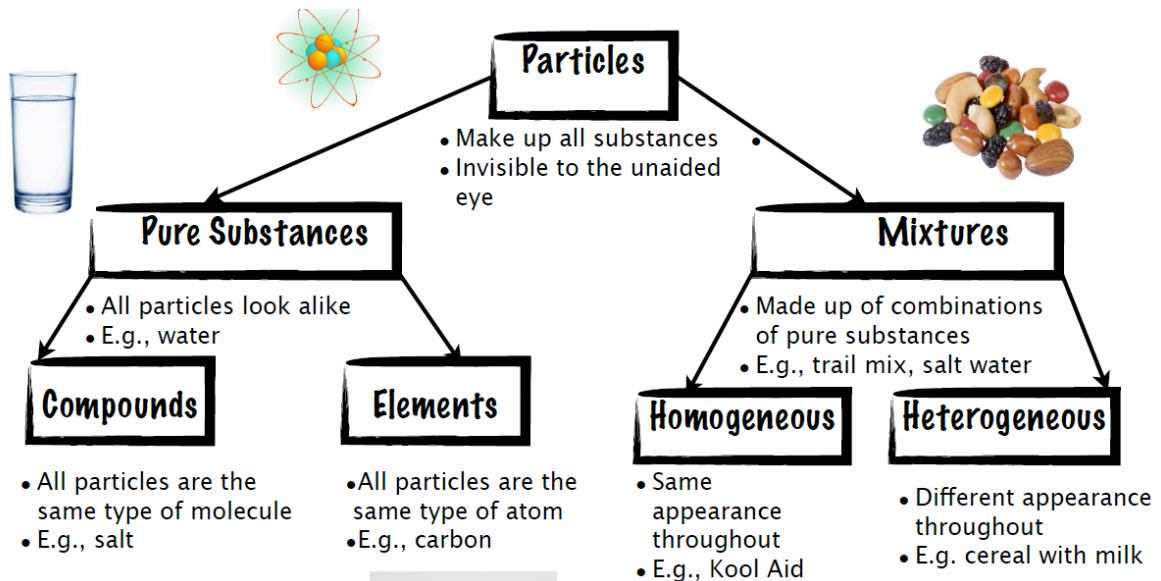 Particles
• Make up all substances
•
• Invisible to the unaided
eye
Pure Substances
• All particles look alike
• E.g., water
Mixtures
• Made up of combinations
of pure substances
• E.g., trail mix, salt water
Compounds
• All particles are the
same type of molecule
• E.g., salt
Elements
• All particles are the
same type of atom
• E.g., carbon
Homogeneous
• Same
appearance
throughout
• E.g., Kool Aid
Heterogeneous
• Different appearance
throughout
• E.g. cereal with milk